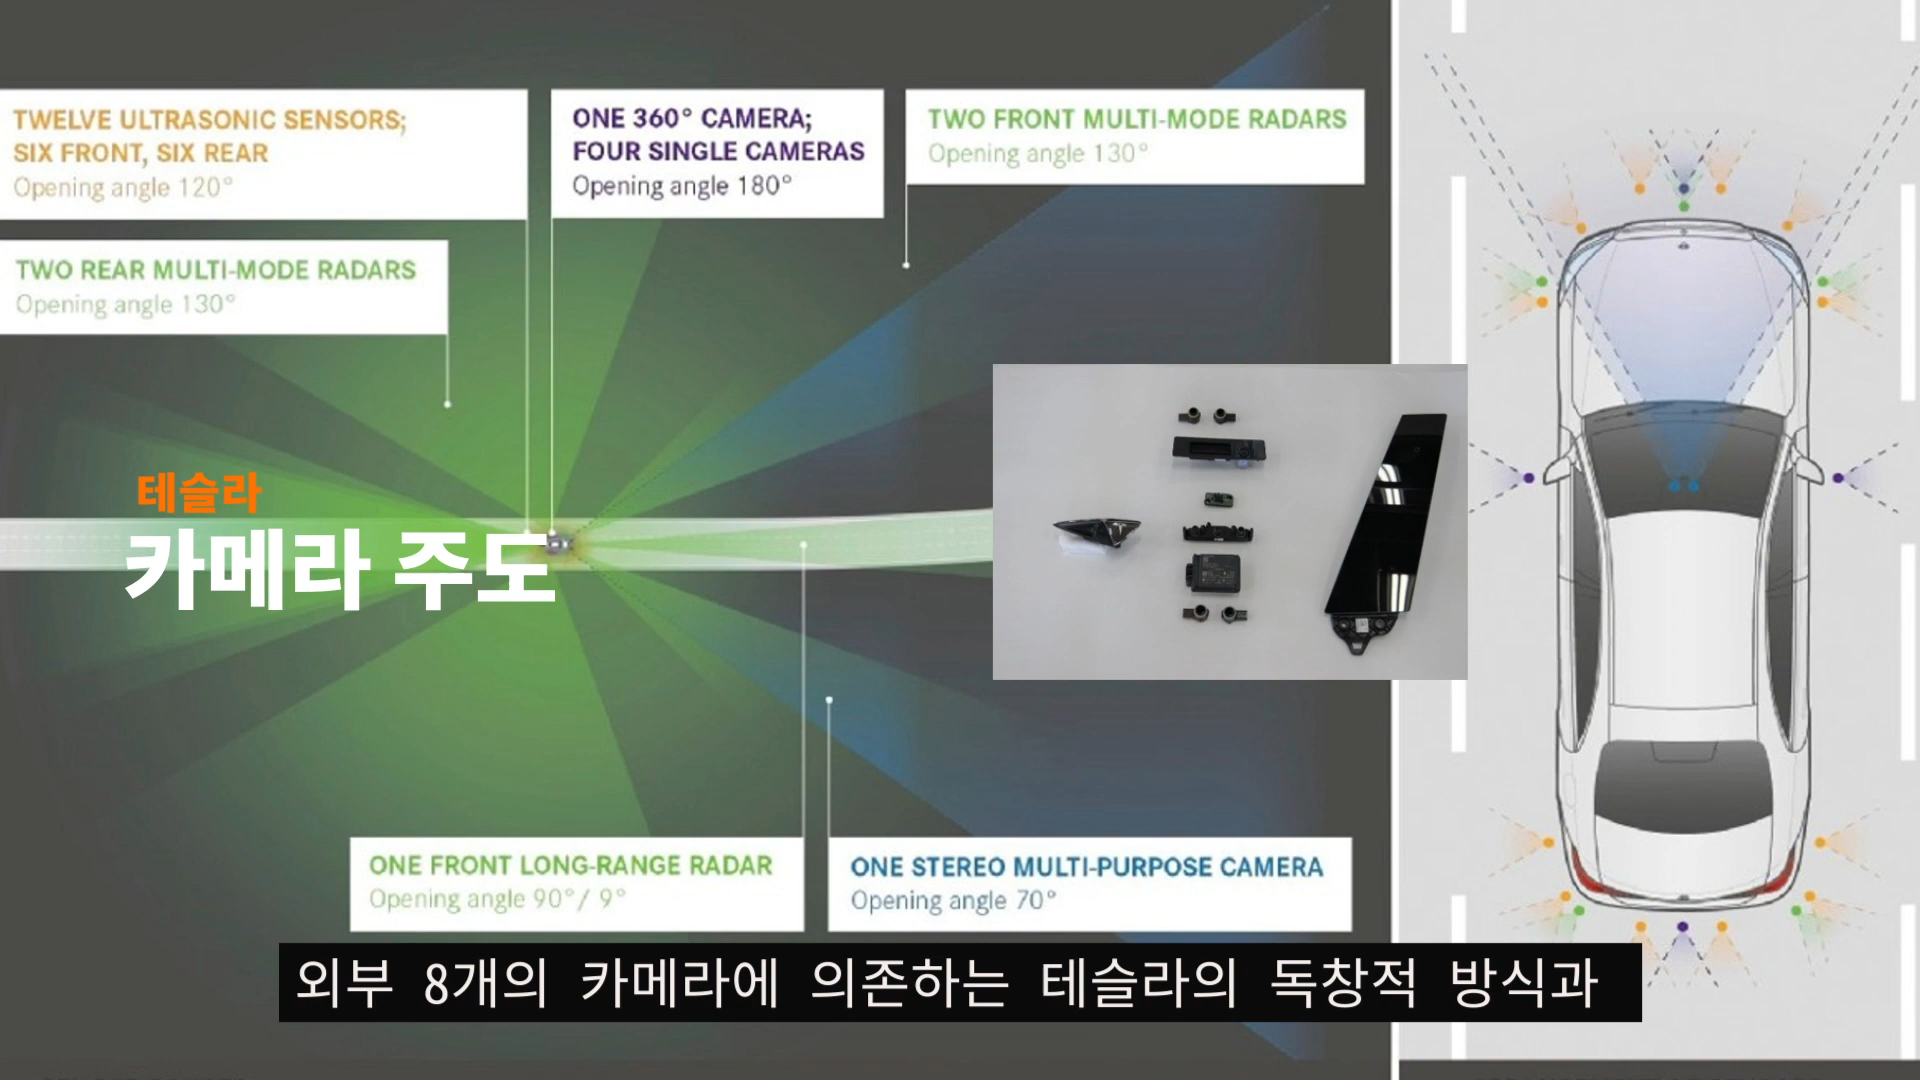 TWELVE ULTRASONIC SENSORS;
SIX FRONT, SIX REAR
Opening angle 120°
ONE 360° CAMERA;
FOUR SINGLE CAMERAS
Opening angle 180°
TWO FRONT MULTI-MODE RADARS
Opening angle 130°
TWO REAR MULTI-MODE RADARS
Opening angle 130°
테슬라
카메라 주도
ONE FRONT LONG-RANGE RADAR
Opening angle 90°/ 9°
ONE STEREO MULTI-PURPOSE CAMERA
Opening angle 70°
외부 8개의 카메라에 의존하는 테슬라의 독창적 방식과